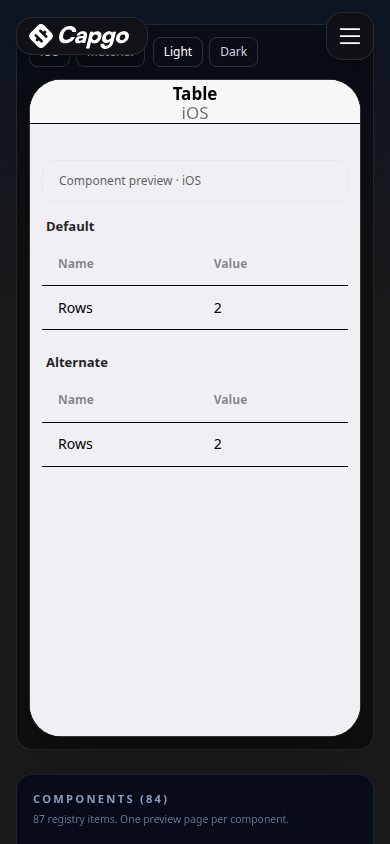 Capgo
Light
Dark
Table
iOS
Component preview · iOS
Default
Name Value
Rows 2
Alternate
Name Value
Rows 2
COMPONENTS (84)
87 registry items. One preview page per component.